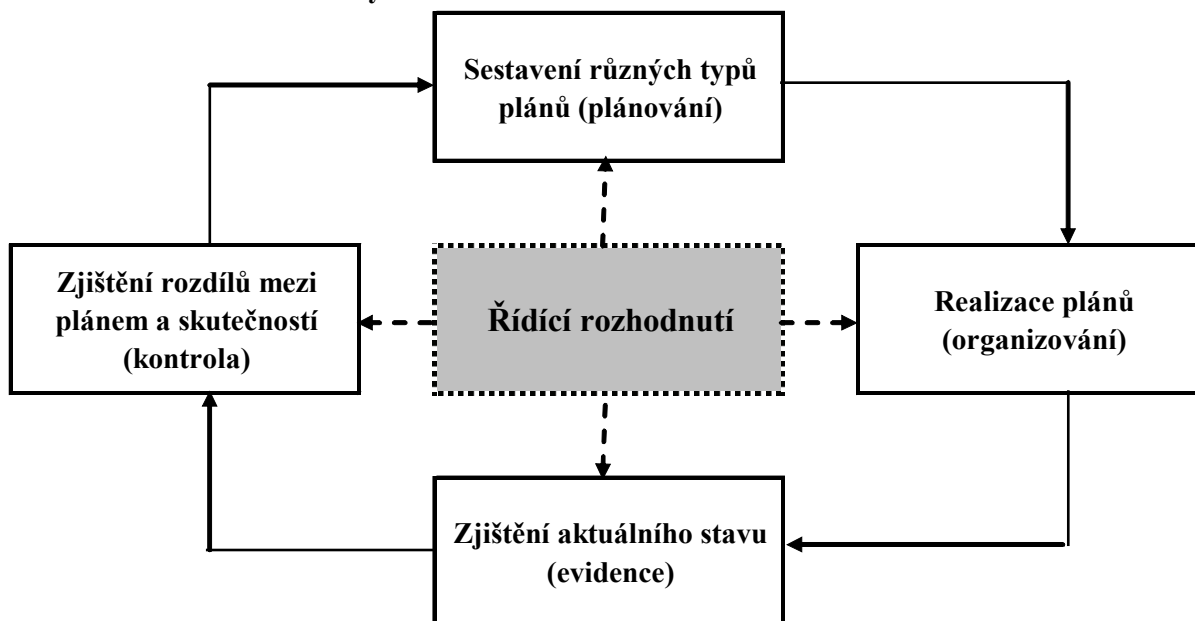 Sestavení různých typů
plánů (plánování)
Zjištění rozdílů mezi
plánem a skutečností
(kontrola)
Řídící rozhodnutí
Realizace plánů
(organizování)
Zjištění aktuálního stavu
(evidence)